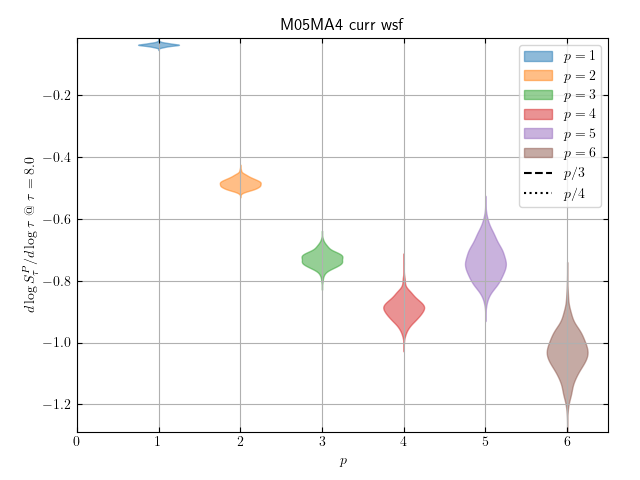 M05MA4 curr wsf
d log S_τ^P / d log τ @ τ = 8.0
−0.2
−0.4
−0.6
−0.8
−1.0
−1.2
0 1 2 3 4 5 6
p
p = 1
p = 2
p = 3
p = 4
p = 5
p = 6
p/3
p/4